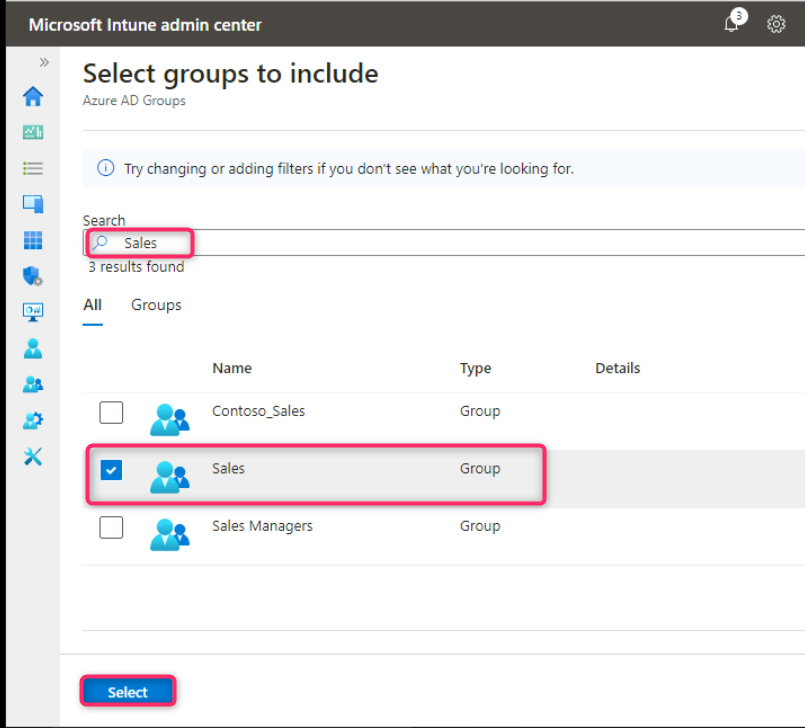 Microsoft Intune admin center
3
»
Select groups to include
Azure AD Groups
Try changing or adding filters if you don't see what you're looking for.
Search
Sales
3 results found
All Groups
Name Type Details
Contoso_Sales Group
Sales Group
Sales Managers Group
Select